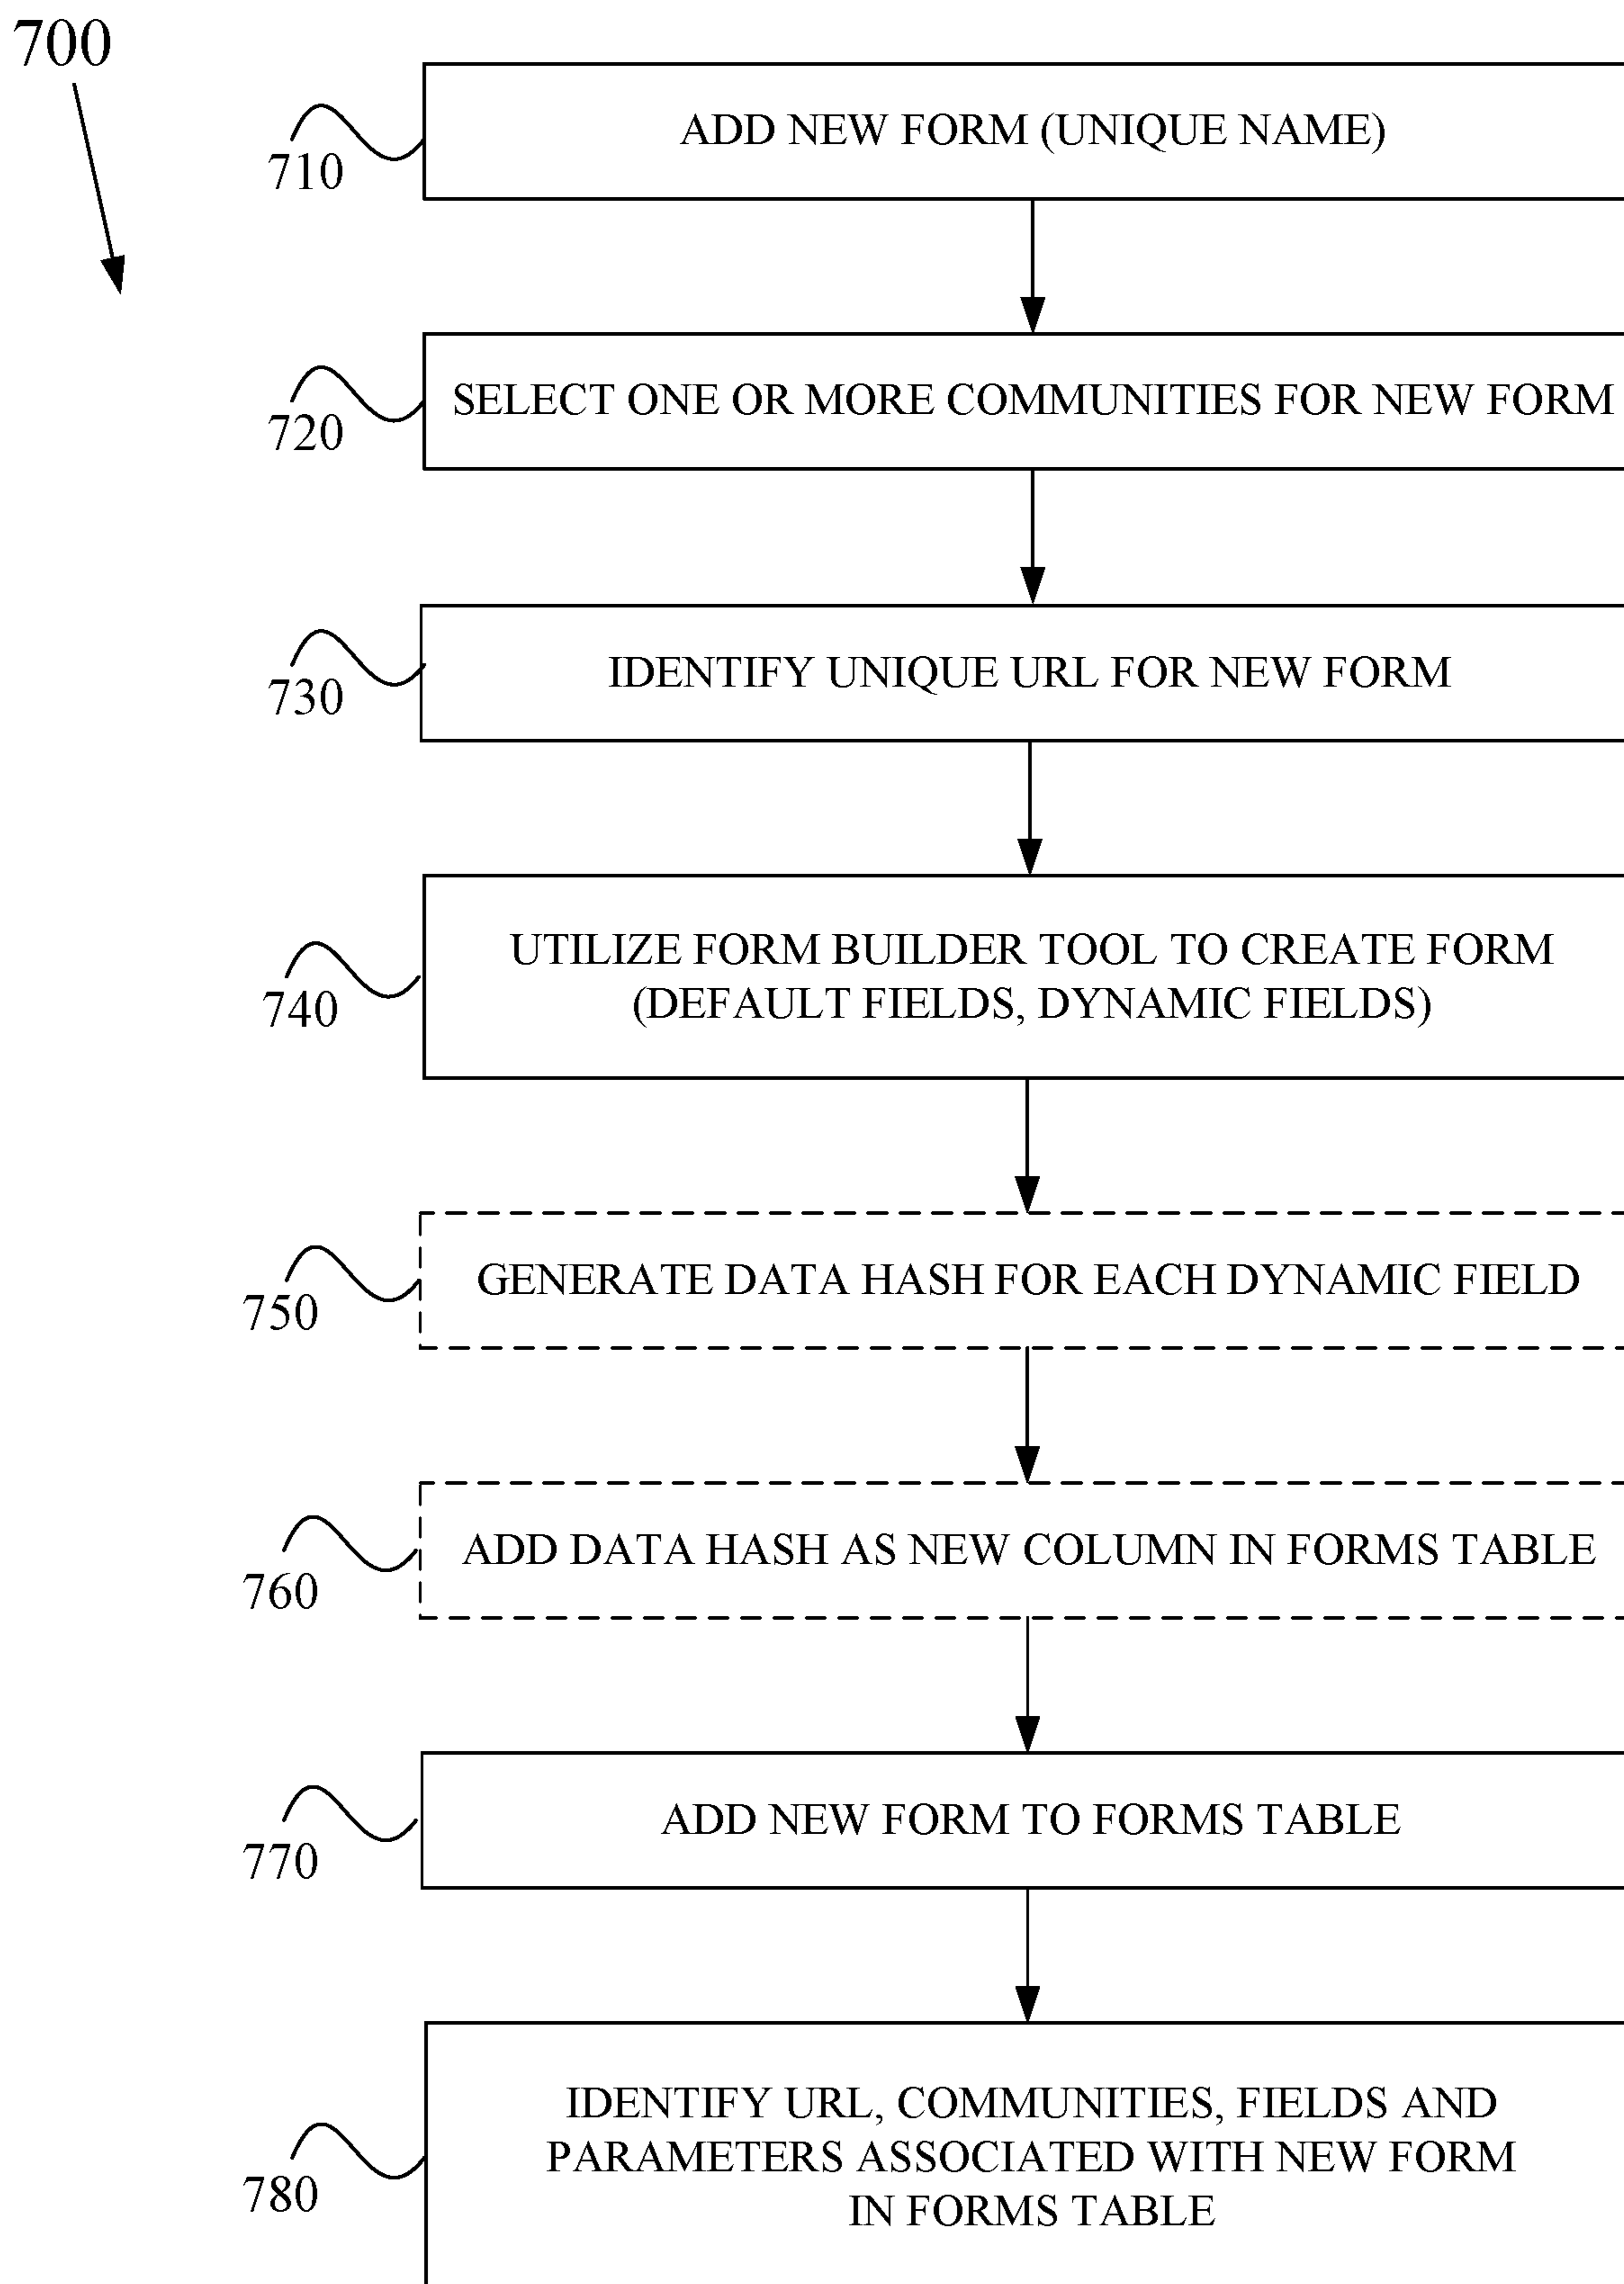 700
ADD NEW FORM (UNIQUE NAME)
710
SELECT ONE OR MORE COMMUNITIES FOR NEW FORM
720
IDENTIFY UNIQUE URL FOR NEW FORM
730
UTILIZE FORM BUILDER TOOL TO CREATE FORM
(DEFAULT FIELDS, DYNAMIC FIELDS)
740
GENERATE DATA HASH FOR EACH DYNAMIC FIELD
750
ADD DATA HASH AS NEW COLUMN IN FORMS TABLE
760
ADD NEW FORM TO FORMS TABLE
770
IDENTIFY URL, COMMUNITIES, FIELDS AND
PARAMETERS ASSOCIATED WITH NEW FORM
IN FORMS TABLE
780